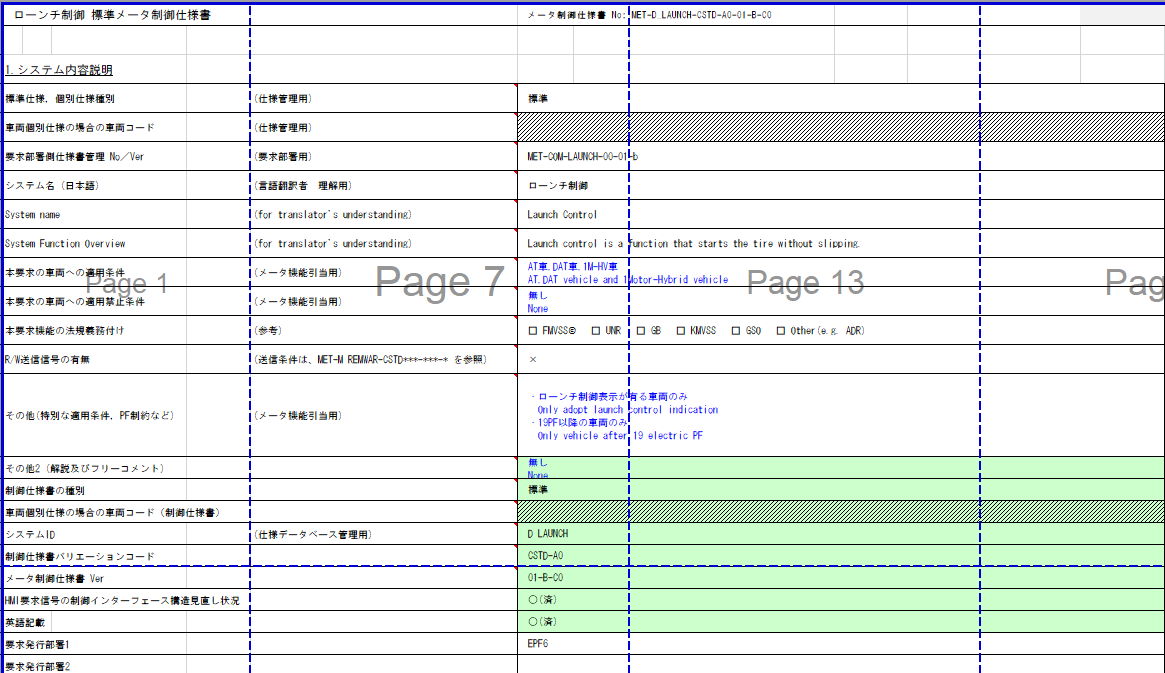 ローンチ制御 標準メータ制御仕様書
メータ制御仕様書 No: MET-D_LAUNCH-CSTD-A0-01-B-C0
1. システム内容説明
標準仕様, 個別仕様種別 (仕様管理用) 標準
車両個別仕様の場合の車両コード (仕様管理用)
要求部署側仕様書管理 No/Ver (要求部署用) MET-COM-LAUNCH-00-01-b
システム名 (日本語) (言語翻訳者 理解用) ローンチ制御
System name (for translator's understanding) Launch Control
System Function Overview (for translator's understanding) Launch control is a function that starts the tire without slipping.
本要求の車両への適用条件 (メータ機能引当用) AT車,DAT車,1M-HV車
AT,DAT vehicle and 1Motor-Hybrid vehicle
本要求の車両への適用禁止条件 (メータ機能引当用) 無し
None
本要求機能の法規義務付け (参考) □ FMVSS® □ UNR □ GB □ KMVSS □ GSO □ Other(e.g. ADR)
R/W送信信号の有無 (送信条件は、MET-M_REMWAR-CSTD***-***-* を参照) ×
その他(特別な適用条件, PF制約など) (メータ機能引当用) ・ローンチ制御表示が有る車両のみ
Only adopt launch control indication
・19PF以降の車両のみ
Only vehicle after 19 electric PF
その他2 (解説及びフリーコメント) 無し
None
制御仕様書の種別 標準
車両個別仕様の場合の車両コード (制御仕様書)
システムID (仕様データベース管理用) D_LAUNCH
制御仕様書バリエーションコード CSTD-A0
メータ制御仕様書 Ver 01-B-C0
HMI要求信号の制御インターフェース構造見直し状況 ○(済)
英語記載 ○(済)
要求発行部署1 EPF6
要求発行部署2
Page 1
Page 7
Page 13
Pag